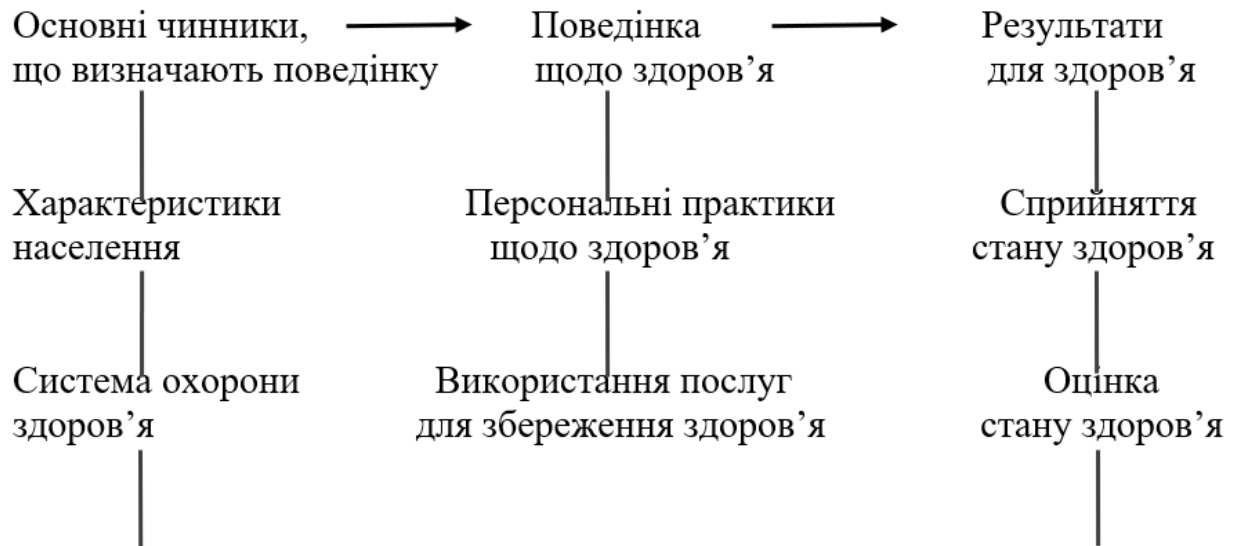 Основні чинники,
що визначають поведінку
Поведінка
щодо здоров’я
Результати
для здоров’я
Характеристики
населення
Персональні практики
щодо здоров’я
Сприйняття
стану здоров’я
Система охорони
здоров’я
Використання послуг
для збереження здоров’я
Оцінка
стану здоров’я